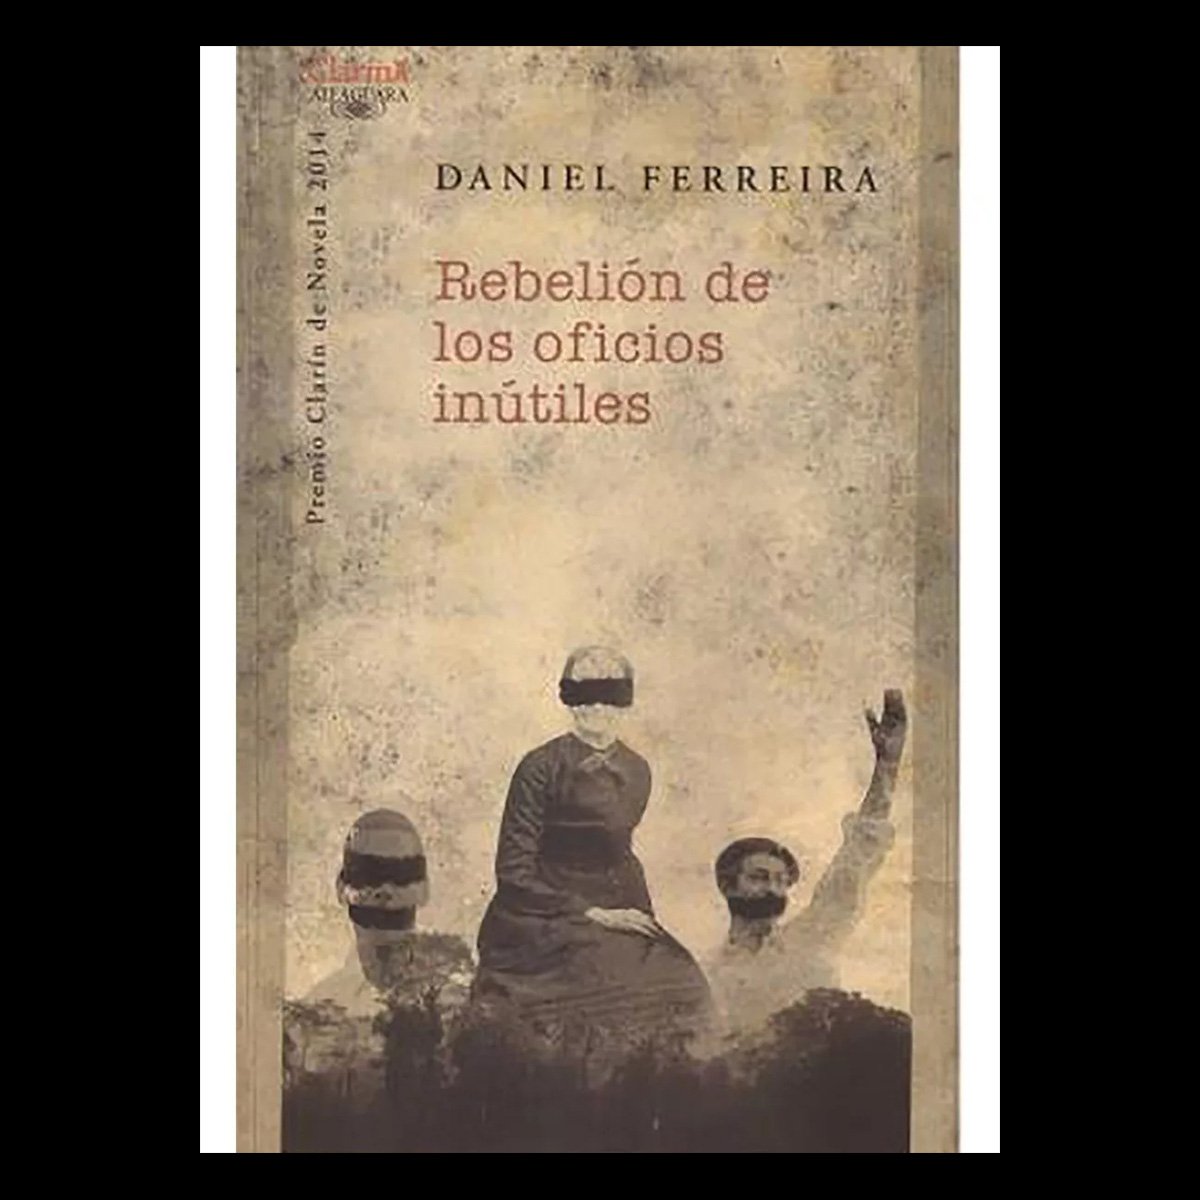 Clarín
ALFAGUARA
Premio Clarín de Novela 2014
DANIEL FERREIRA
Rebelión de
los oficios
inútiles